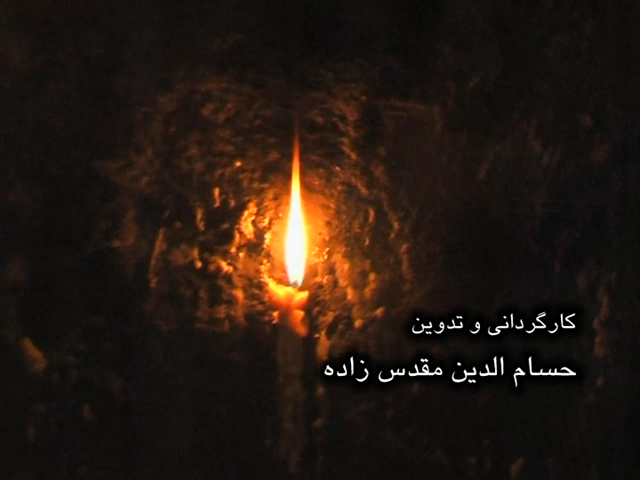 کارگردانی و تدوین
حسام الدین مقدس زاده